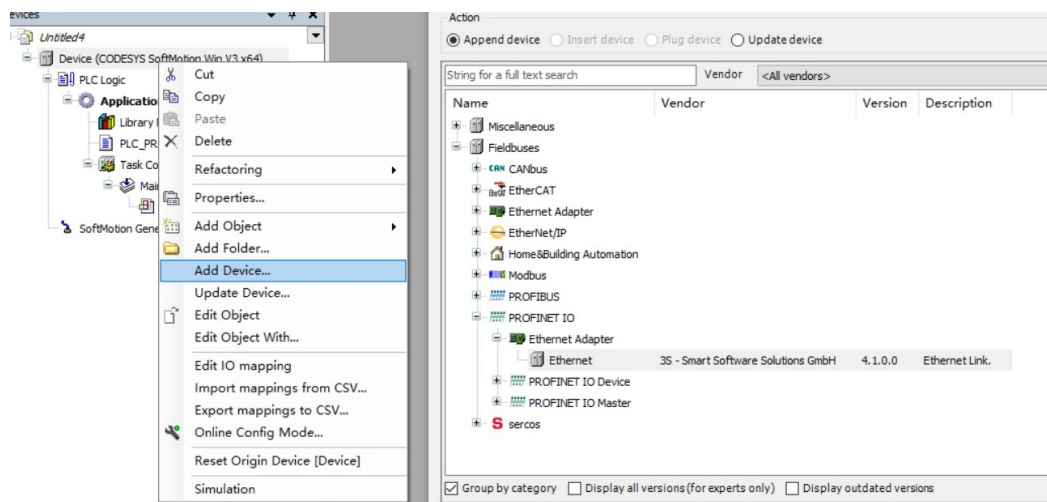 evices
Untitled4
Device (CODESYS SoftMotion Win V3 x64)
PLC Logic
Applicatio
Library
PLC_PR
Task Co
Mai
SoftMotion Gene
Cut
Copy
Paste
Delete
Refactoring
Properties...
Add Object
Add Folder...
Add Device...
Update Device...
Edit Object
Edit Object With...
Edit IO mapping
Import mappings from CSV...
Export mappings to CSV...
Online Config Mode...
Reset Origin Device [Device]
Simulation
Action
Append device Insert device Plug device Update device
String for a full text search Vendor <All vendors>
Name Vendor Version Description
Miscellaneous
Fieldbuses
CAN CANbus
EtherCAT
Ethernet Adapter
EtherNet/IP
Home&Building Automation
Modbus
PROFIBUS
PROFINET IO
Ethernet Adapter
Ethernet 3S - Smart Software Solutions GmbH 4.1.0.0 Ethernet Link.
PROFINET IO Device
PROFINET IO Master
S sercos
Group by category Display all versions (for experts only) Display outdated versions